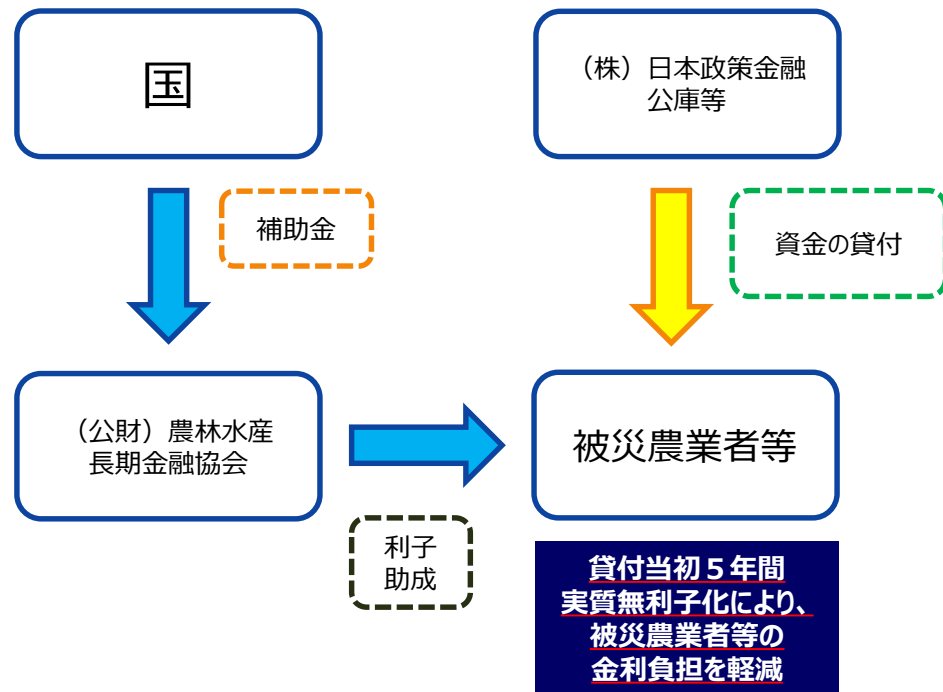 国
（株）日本政策金融
公庫等
補助金
資金の貸付
（公財）農林水産
長期金融協会
被災農業者等
利子
助成
貸付当初５年間
実質無利子化により、
被災農業者等の
金利負担を軽減